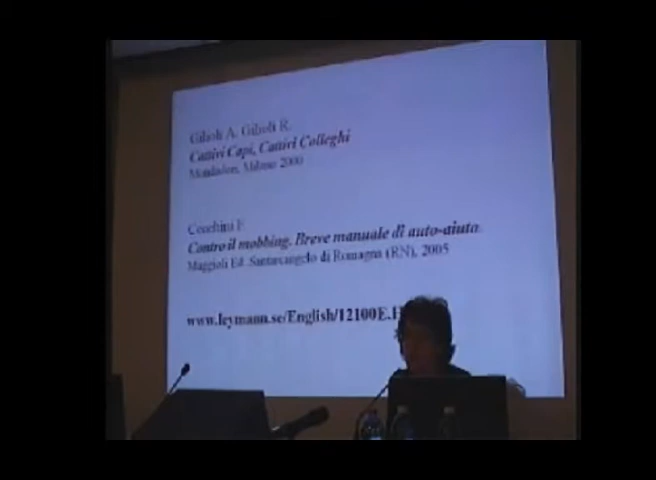 Gilioli A. Gilioli R.
Cattivi Capi, Cattivi Colleghi
Mondadori, Milano 2000
Cecchini F.
Contro il mobbing. Breve manuale di auto-aiuto.
Maggioli Ed. Santarcangelo di Romagna (RN), 2005
www.leymann.se/English/12100E.H